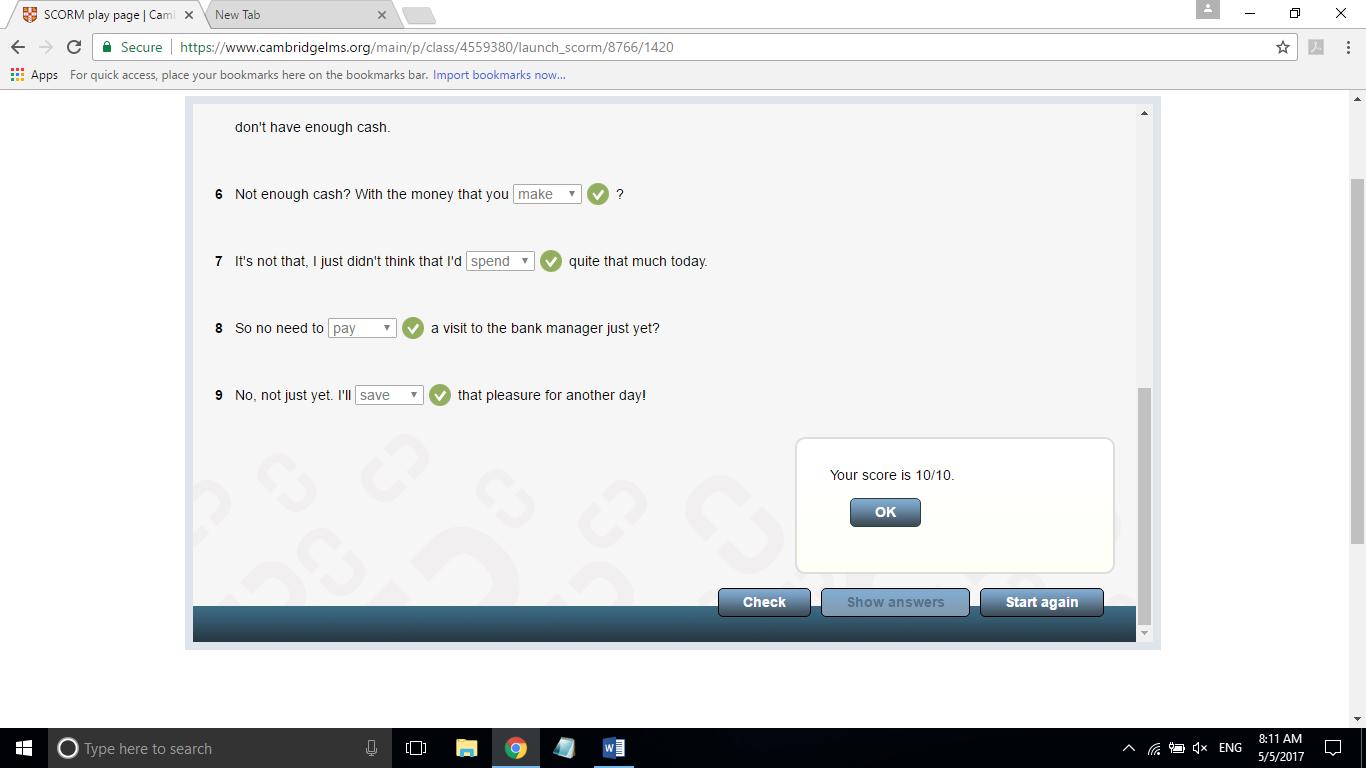 SCORM play page | Cam
New Tab
Secure https://www.cambridgelms.org/main/p/class/4559380/launch_scorm/8766/1420
Apps For quick access, place your bookmarks here on the bookmarks bar. Import bookmarks now...
don't have enough cash.
6 Not enough cash? With the money that you make ?
7 It's not that, I just didn't think that I'd spend quite that much today.
8 So no need to pay a visit to the bank manager just yet?
9 No, not just yet. I'll save that pleasure for another day!
Your score is 10/10.
OK
Check Show answers Start again
Type here to search
W
ENG
8:11 AM
5/5/2017